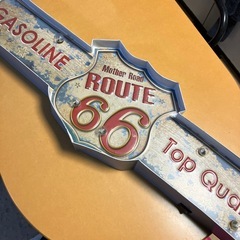 GASOLINE
Mother Road
ROUTE
66
Top Qua